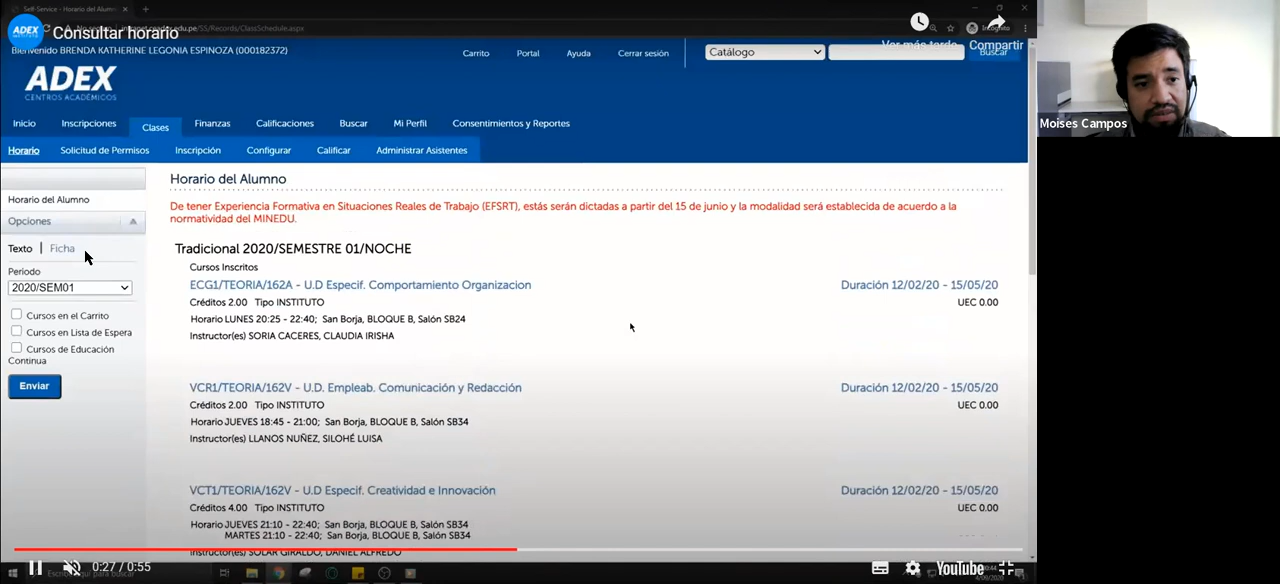 Self-Service - Horario del Alumno
Consultar horario
Incógnito
Bienvenido BRENDA KATHERINE LEGONIA ESPINOZA (000182372)
ADEX
INSTITUTO
Ver más tarde
Compartir
Carrito
Portal
Ayuda
Cerrar sesión
Catálogo
Buscar
ADEX
CENTROS ACADÉMICOS
Inicio
Inscripciones
Clases
Finanzas
Calificaciones
Buscar
Mi Perfil
Consentimientos y Reportes
Horario
Solicitud de Permisos
Inscripción
Configurar
Calificar
Administrar Asistentes
Moises Campos
Horario del Alumno
Opciones
Texto | Ficha
Periodo
2020/SEM01
Cursos en el Carrito
Cursos en Lista de Espera
Cursos de Educación
Continua
Enviar
Horario del Alumno
De tener Experiencia Formativa en Situaciones Reales de Trabajo (EFSRT), estás serán dictadas a partir del 15 de junio y la modalidad será establecida de acuerdo a la
normatividad del MINEDU.
Tradicional 2020/SEMESTRE 01/NOCHE
Cursos Inscritos
ECG1/TEORIA/162A - U.D Especif. Comportamiento Organizacion
Duración 12/02/20 - 15/05/20
Créditos 2.00 Tipo INSTITUTO
UEC 0.00
Horario LUNES 20:25 - 22:40; San Borja, BLOQUE B, Salón SB24
Instructor(es) SORIA CACERES, CLAUDIA IRISHA
VCR1/TEORIA/162V - U.D. Empleab. Comunicación y Redacción
Duración 12/02/20 - 15/05/20
Créditos 2.00 Tipo INSTITUTO
UEC 0.00
Horario JUEVES 18:45 - 21:00; San Borja, BLOQUE B, Salón SB34
Instructor(es) LLANOS NUÑEZ, SILOHÉ LUISA
VCT1/TEORIA/162V - U.D Especif. Creatividad e Innovación
Duración 12/02/20 - 15/05/20
Créditos 4.00 Tipo INSTITUTO
UEC 0.00
Horario JUEVES 21:10 - 22:40; San Borja, BLOQUE B, Salón SB34
MARTES 21:10 - 22:40; San Borja, BLOQUE B, Salón SB34
Instructor(es) SOLAR GIRALDO, DANIEL ALFREDO
0:27 / 0:55
YouTube